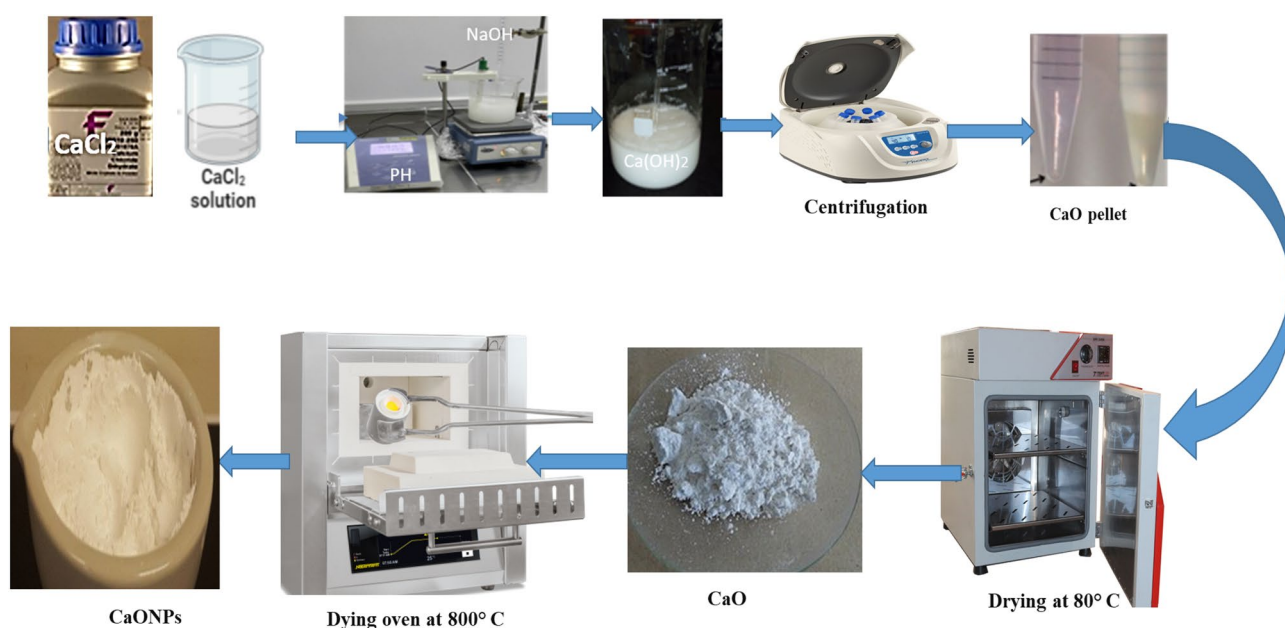 CaCl₂
CaCl₂
solution
NaOH
PH
Ca(OH)2
Centrifugation
CaO pellet
CaONPs
Dying oven at 800° C
CaO
Drying at 80° C